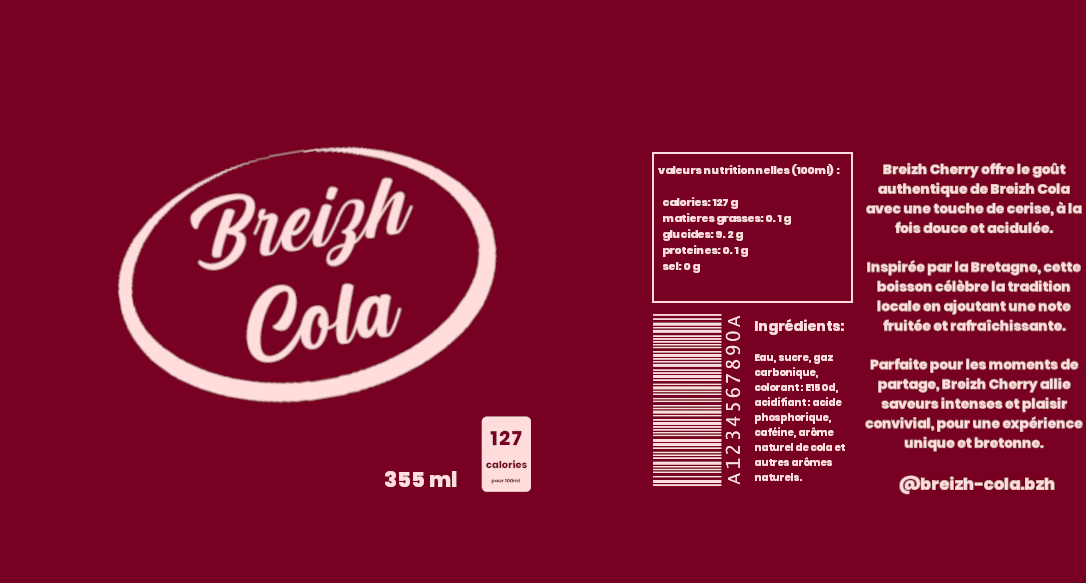 Breizh
Cola
355 ml
127
calories
pour 100ml
valeurs nutritionnelles (100ml) :
calories: 127 g
matieres grasses: 0. 1 g
glucides: 9. 2 g
proteines: 0. 1 g
sel: 0 g
A1234567890A
Ingrédients:
Eau, sucre, gaz
carbonique,
colorant : E150d,
acidifiant : acide
phosphorique,
caféine, arôme
naturel de cola et
autres arômes
naturels.
Breizh Cherry offre le goût
authentique de Breizh Cola
avec une touche de cerise, à la
fois douce et acidulée.
Inspirée par la Bretagne, cette
boisson célèbre la tradition
locale en ajoutant une note
fruitée et rafraîchissante.
Parfaite pour les moments de
partage, Breizh Cherry allie
saveurs intenses et plaisir
convivial, pour une expérience
unique et bretonne.
@breizh-cola.bzh